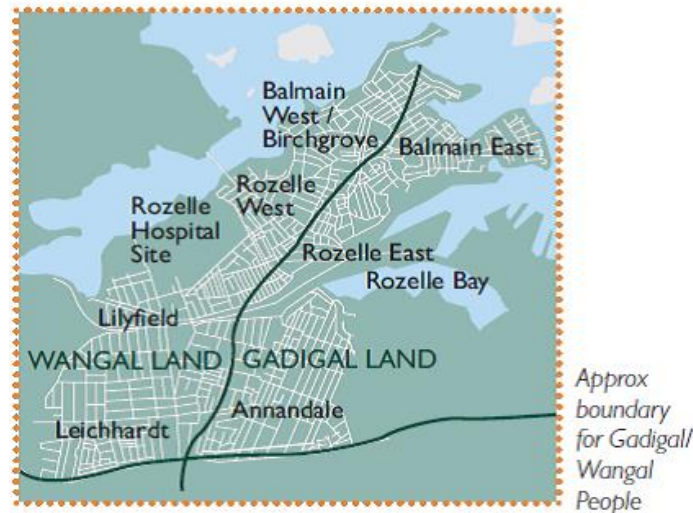 Balmain
West /
Birchgrove
Balmain East
Rozelle
West
Rozelle
Hospital
Site
Rozelle East
Rozelle Bay
Lilyfield
WANGAL LAND
GADIGAL LAND
Annandale
Leichhardt
Approx
boundary
for Gadigal/
Wangal
People